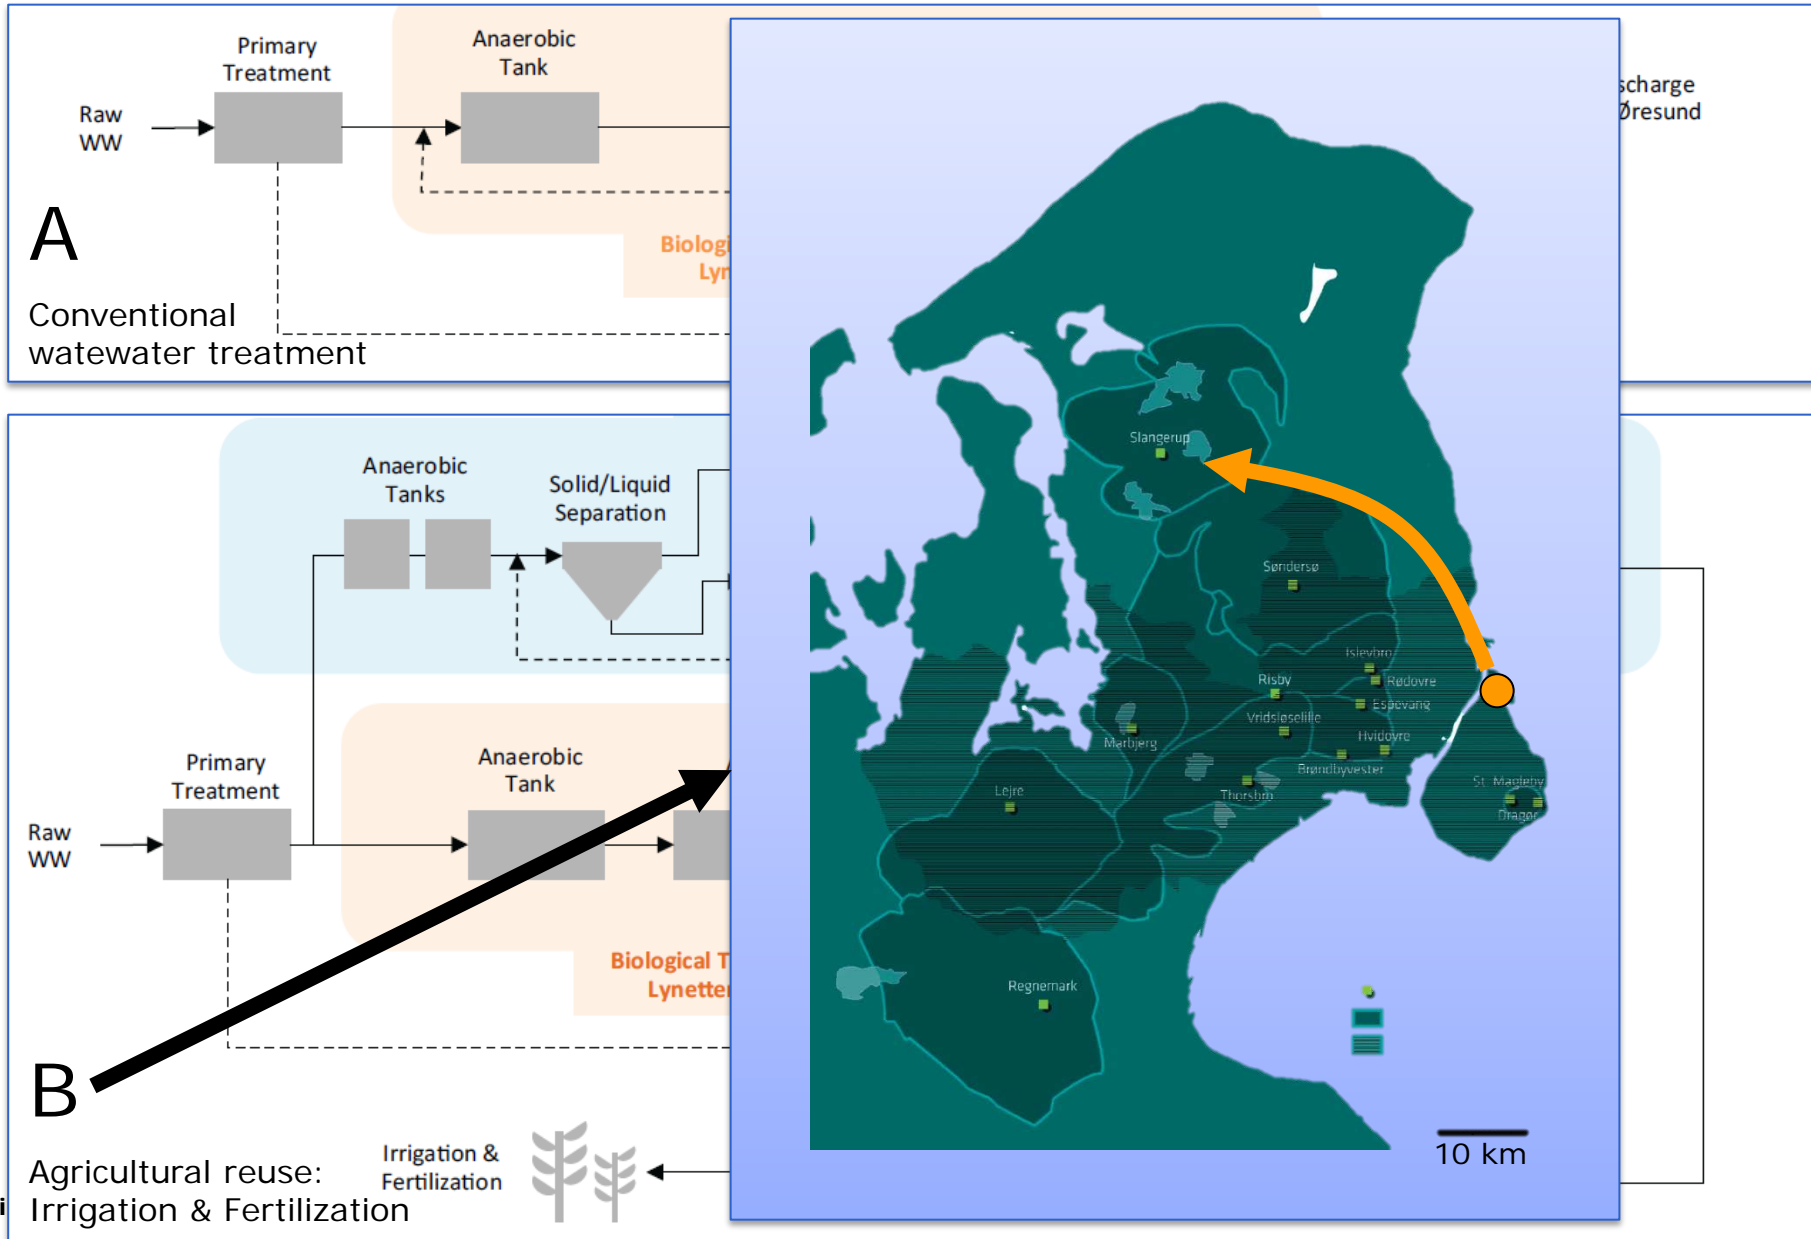 Primary
Treatment
Anaerobic
Tank
Raw
WW
scharge
Øresund
A
Biologi
Lyn
Conventional
watewater treatment
Anaerobic
Tanks
Solid/Liquid
Separation
Primary
Treatment
Anaerobic
Tank
Raw
WW
Biological T
Lynetter
B
Irrigation &
Fertilization
Agricultural reuse:
Irrigation & Fertilization
i
Slangerup
Søndersø
Islevbro
Risby
Rødovre
Espevang
Vridsløselille
Hvidovre
Marbjerg
Brøndbyvester
Lejre
Thorsbro
St. Magleby
Dragør
Regnemark
10 km